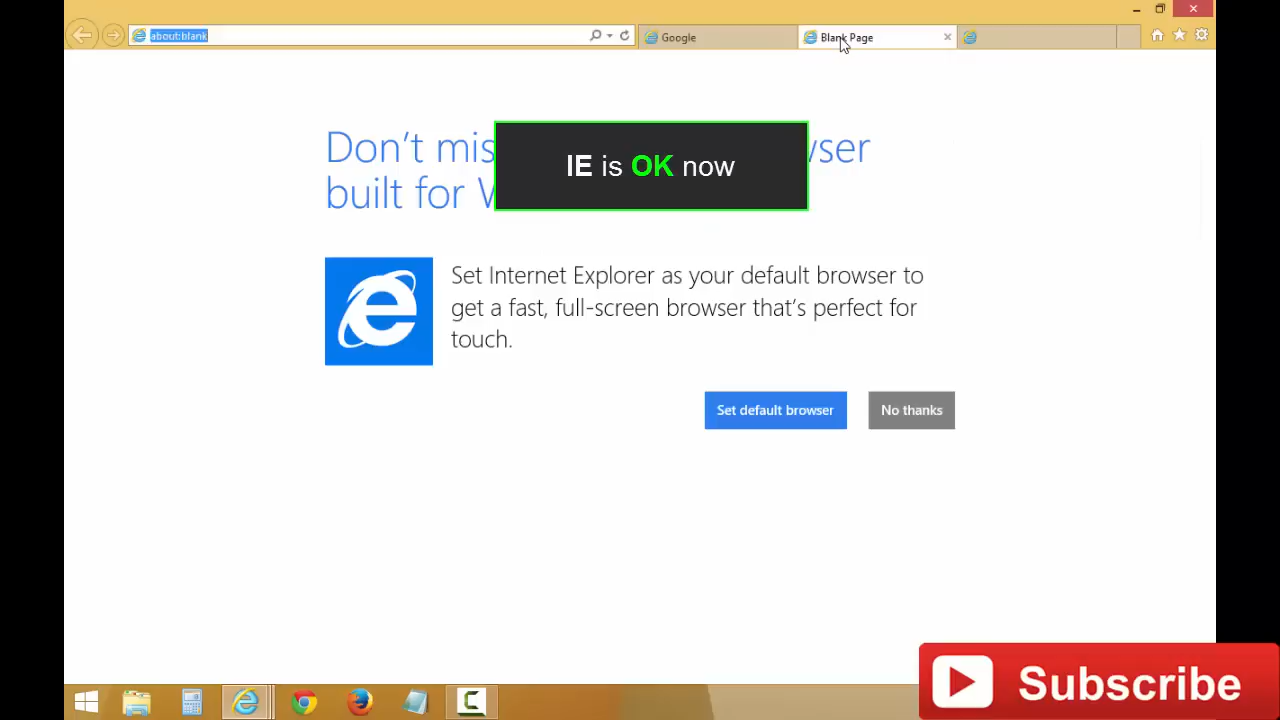 about:blank
Google
Blank Page
Don't mis
wser
built for
IE is OK now
Set Internet Explorer as your default browser to
get a fast, full-screen browser that's perfect for
touch.
Set default browser
No thanks
Subscribe